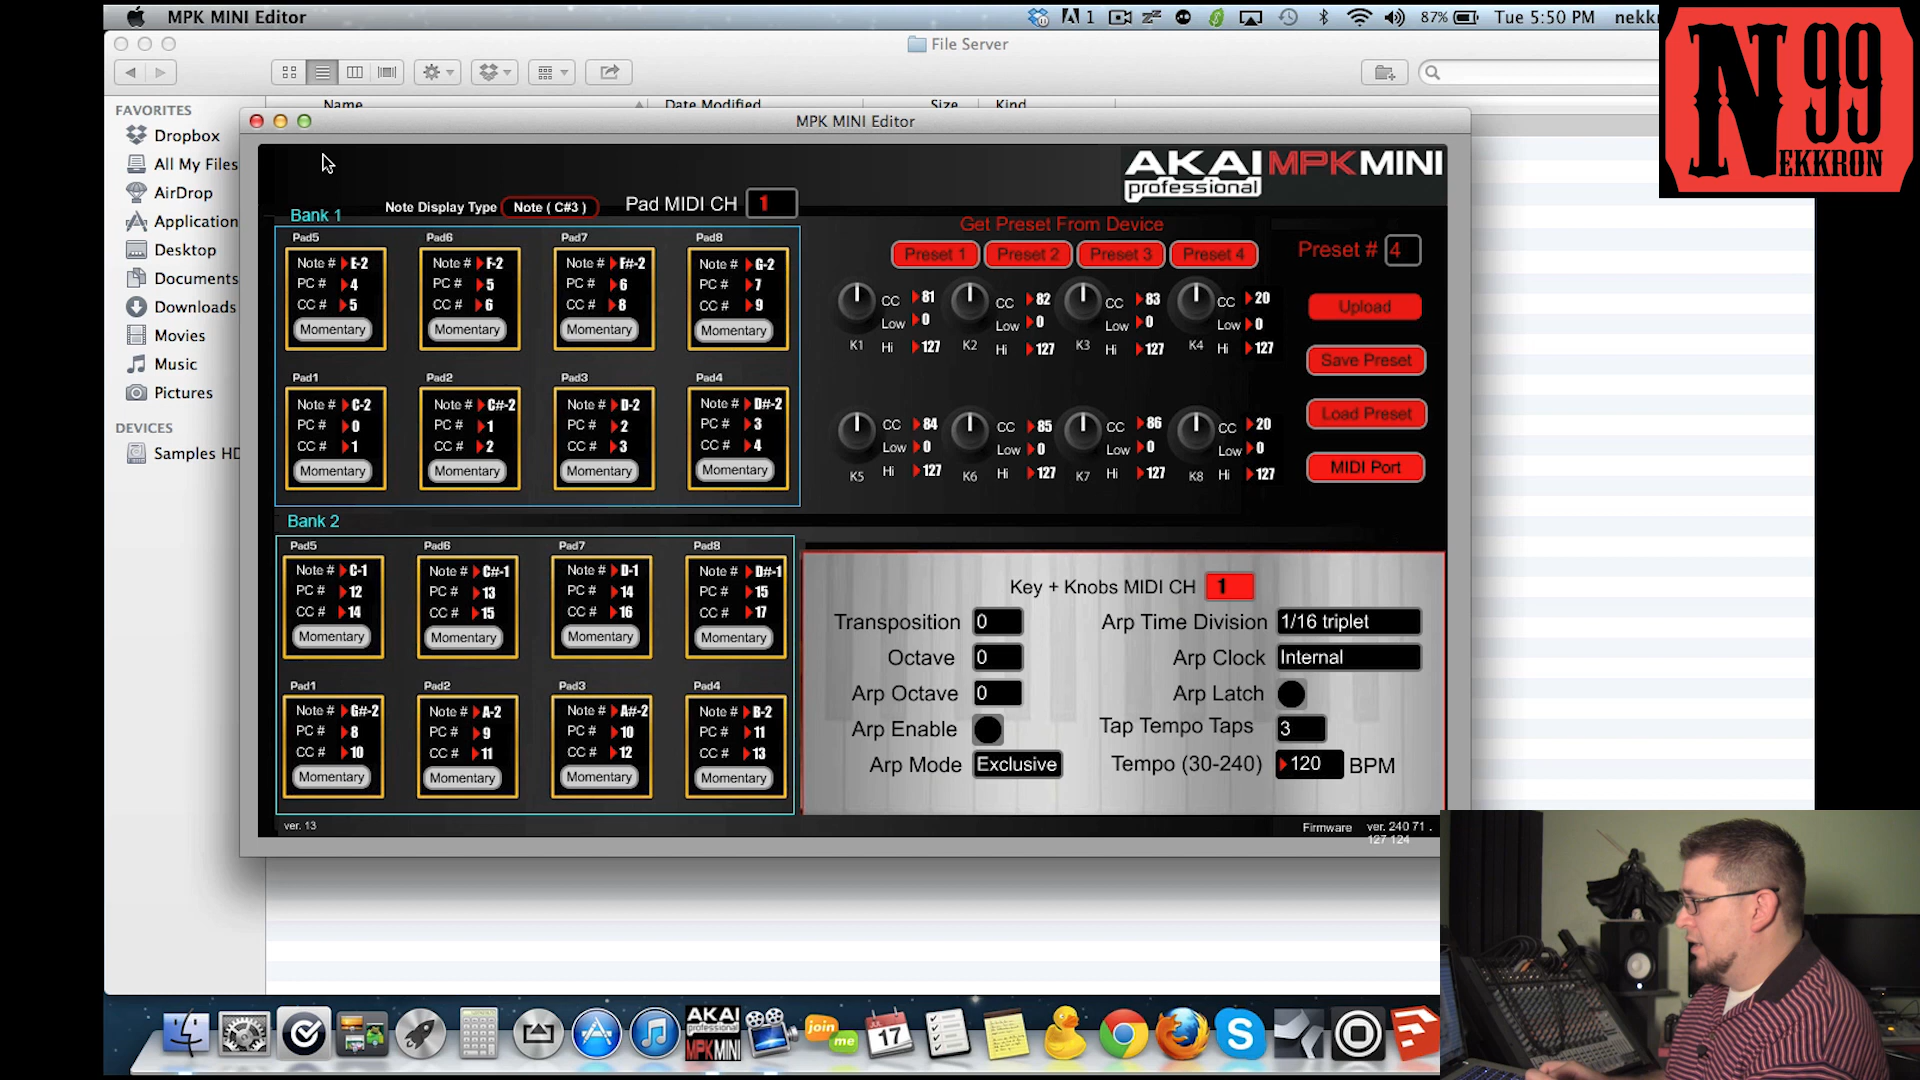 MPK MINI Editor
1
87%
Tue 5:50 PM
File Server
FAVORITES
Name
Date Modified
Size
Kind
Dropbox
All My Files
AirDrop
Application
Desktop
Documents
Downloads
Movies
Music
Pictures
DEVICES
Samples HD
MPK MINI Editor
AKAI MPKMINI
professional
Note Display Type Note ( C#3 ) Pad MIDI CH 1
Bank 1
Pad5 Pad6 Pad7 Pad8
Note # E-2 Note # F-2 Note # F#-2 Note # G-2
PC # 4 PC # 5 PC # 6 PC # 7
CC # 5 CC # 6 CC # 8 CC # 9
Momentary Momentary Momentary Momentary
Pad1 Pad2 Pad3 Pad4
Note # C-2 Note # C#-2 Note # D-2 Note # D#-2
PC # 0 PC # 1 PC # 2 PC # 3
CC # 1 CC # 2 CC # 3 CC # 4
Momentary Momentary Momentary Momentary
Get Preset From Device
Preset 1 Preset 2 Preset 3 Preset 4
Preset # 4
CC 81 CC 82 CC 83 CC 20
Low 0 Low 0 Low 0 Low 0
K1 Hi 127 K2 Hi 127 K3 Hi 127 K4 Hi 127
CC 84 CC 85 CC 86 CC 20
Low 0 Low 0 Low 0 Low 0
K5 Hi 127 K6 Hi 127 K7 Hi 127 K8 Hi 127
Upload
Save Preset
Load Preset
MIDI Port
Bank 2
Pad5 Pad6 Pad7 Pad8
Note # C-1 Note # C#-1 Note # D-1 Note # D#-1
PC # 12 PC # 13 PC # 14 PC # 15
CC # 14 CC # 15 CC # 16 CC # 17
Momentary Momentary Momentary Momentary
Pad1 Pad2 Pad3 Pad4
Note # G#-2 Note # A-2 Note # A#-2 Note # B-2
PC # 8 PC # 9 PC # 10 PC # 11
CC # 10 CC # 11 CC # 12 CC # 13
Momentary Momentary Momentary Momentary
Key + Knobs MIDI CH 1
Transposition 0 Arp Time Division 1/16 triplet
Octave 0 Arp Clock Internal
Arp Octave 0 Arp Latch
Arp Enable Tap Tempo Taps 3
Arp Mode Exclusive Tempo (30-240) 120 BPM
ver. 13
Firmware ver. 240 71 .
127 124
N99
NEKKRON
AKAI
professional
MPKMINI
join
me
JUL
17